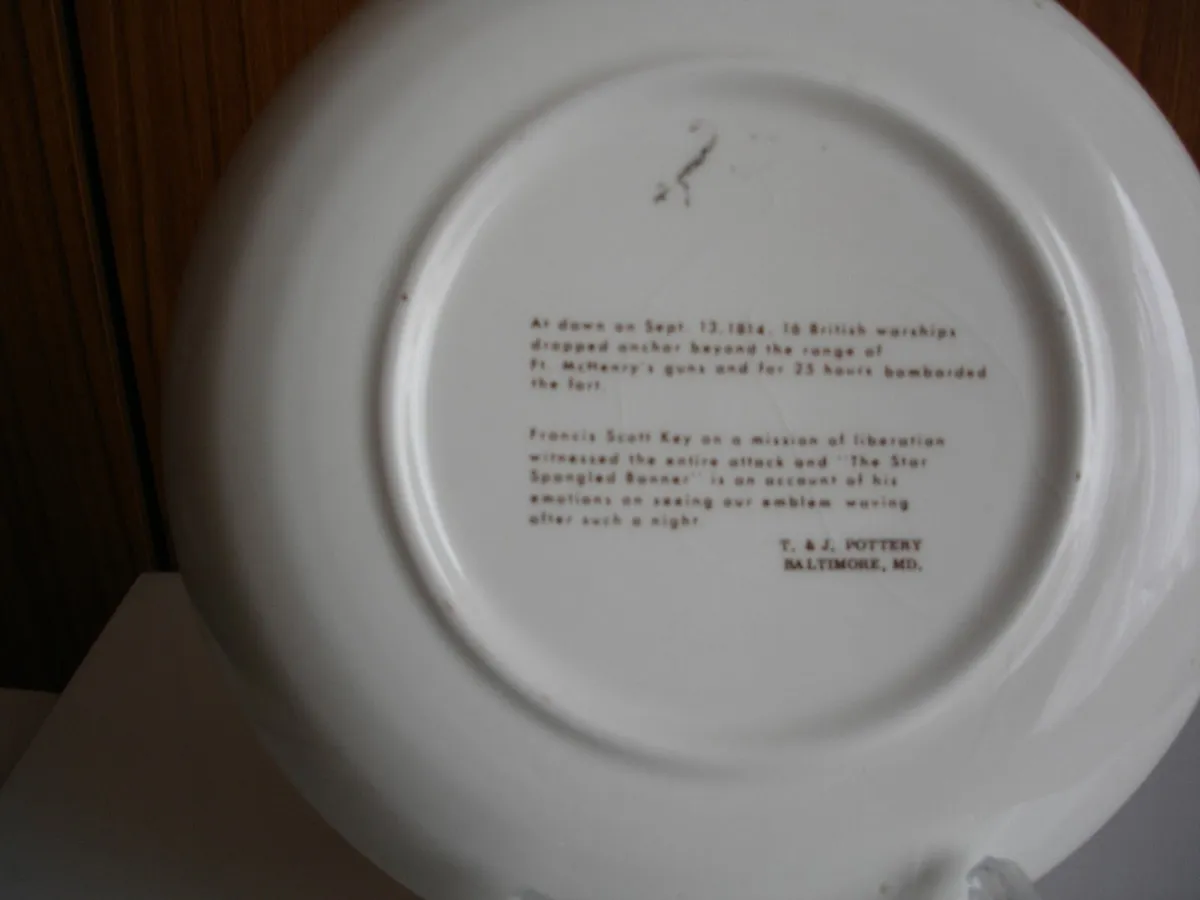 At dawn on Sept. 13, 1814, 16 British warships
dropped anchor beyond the range of
Ft. McHenry's guns and for 25 hours bombarded
the fort.
Francis Scott Key on a mission of liberation
witnessed the entire attack and "The Star
Spangled Banner" is an account of his
emotions on seeing our emblem waving
after such a night.
T. & J. POTTERY
BALTIMORE, MD.